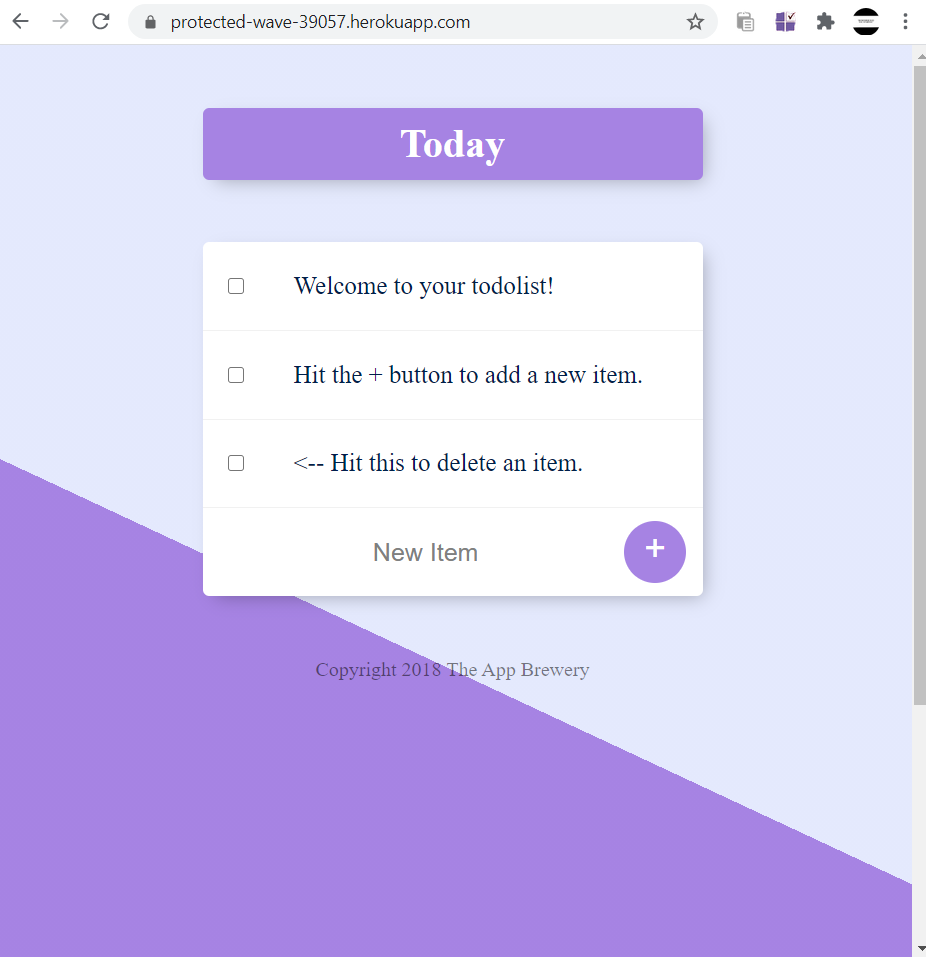 protected-wave-39057.herokuapp.com
Today
Welcome to your todolist!
Hit the + button to add a new item.
<-- Hit this to delete an item.
New Item
+
Copyright 2018 The App Brewery